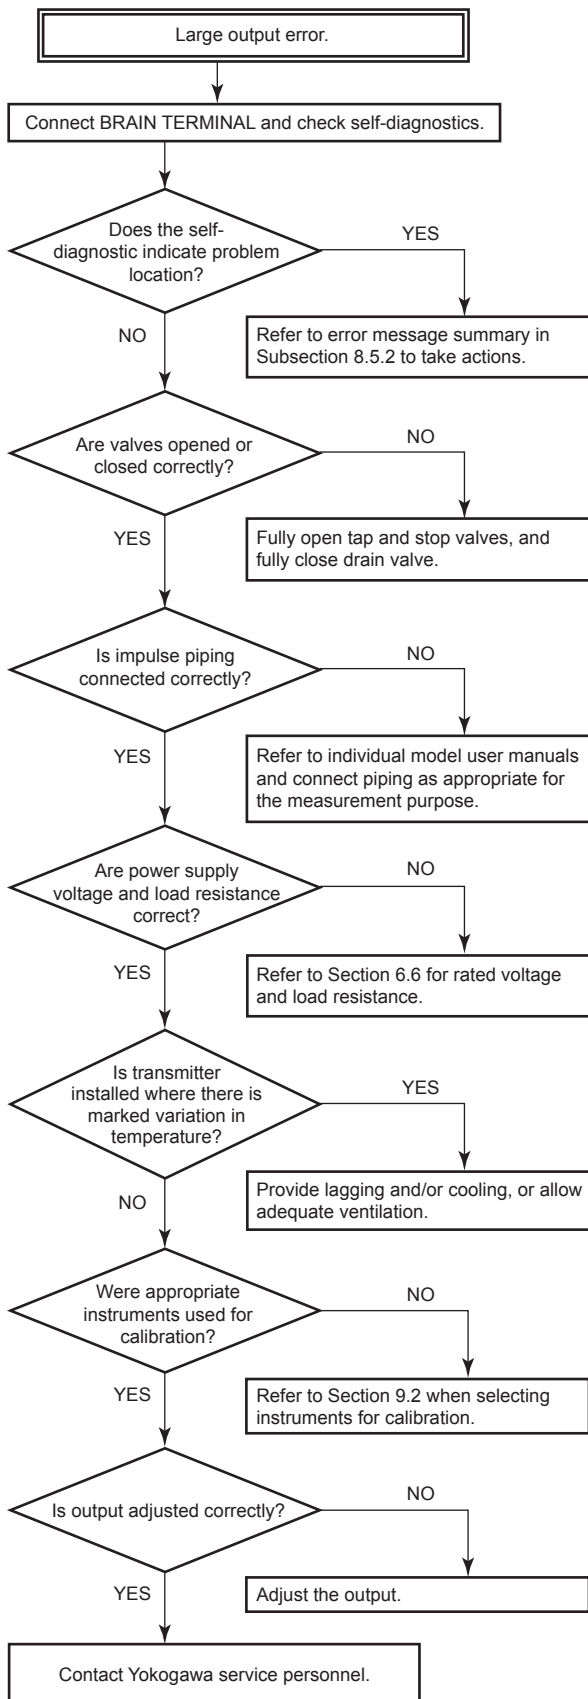 Large output error.
Connect BRAIN TERMINAL and check self-diagnostics.
Does the self-
diagnostic indicate problem
location?
YES
NO
Refer to error message summary in
Subsection 8.5.2 to take actions.
Are valves opened or
closed correctly?
NO
YES
Fully open tap and stop valves, and
fully close drain valve.
Is impulse piping
connected correctly?
NO
YES
Refer to individual model user manuals
and connect piping as appropriate for
the measurement purpose.
Are power supply
voltage and load resistance
correct?
NO
YES
Refer to Section 6.6 for rated voltage
and load resistance.
Is transmitter
installed where there is
marked variation in
temperature?
YES
NO
Provide lagging and/or cooling, or allow
adequate ventilation.
Were appropriate
instruments used for
calibration?
NO
YES
Refer to Section 9.2 when selecting
instruments for calibration.
Is output adjusted correctly?
NO
YES
Adjust the output.
Contact Yokogawa service personnel.